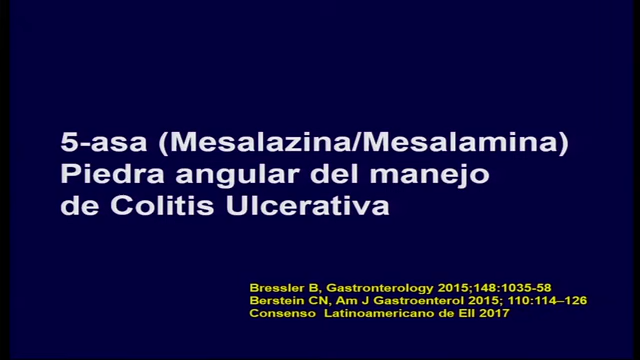 5-asa (Mesalazina/Mesalamina)
Piedra angular del manejo
de Colitis Ulcerativa
Bressler B, Gastronterology 2015;148:1035-58
Berstein CN, Am J Gastroenterol 2015; 110:114–126
Consenso Latinoamericano de EII 2017